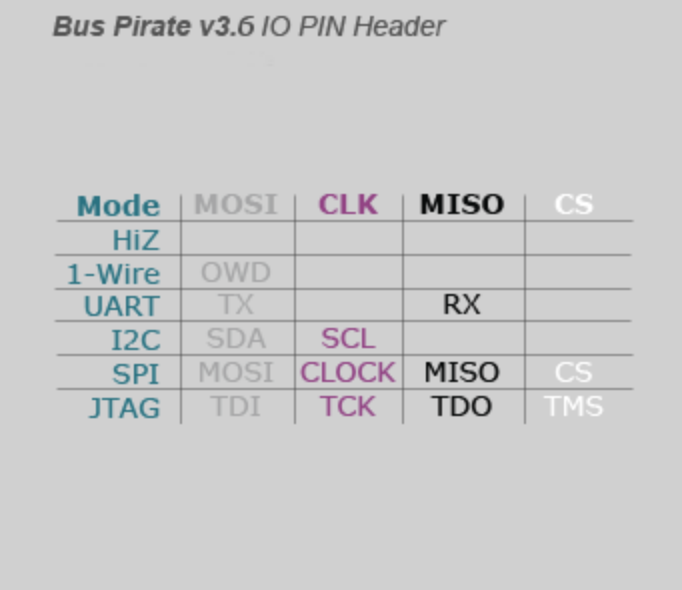 Bus Pirate v3.6 IO PIN Header
Mode MOSI CLK MISO CS
HiZ
1-Wire OWD
UART TX RX
I2C SDA SCL
SPI MOSI CLOCK MISO CS
JTAG TDI TCK TDO TMS